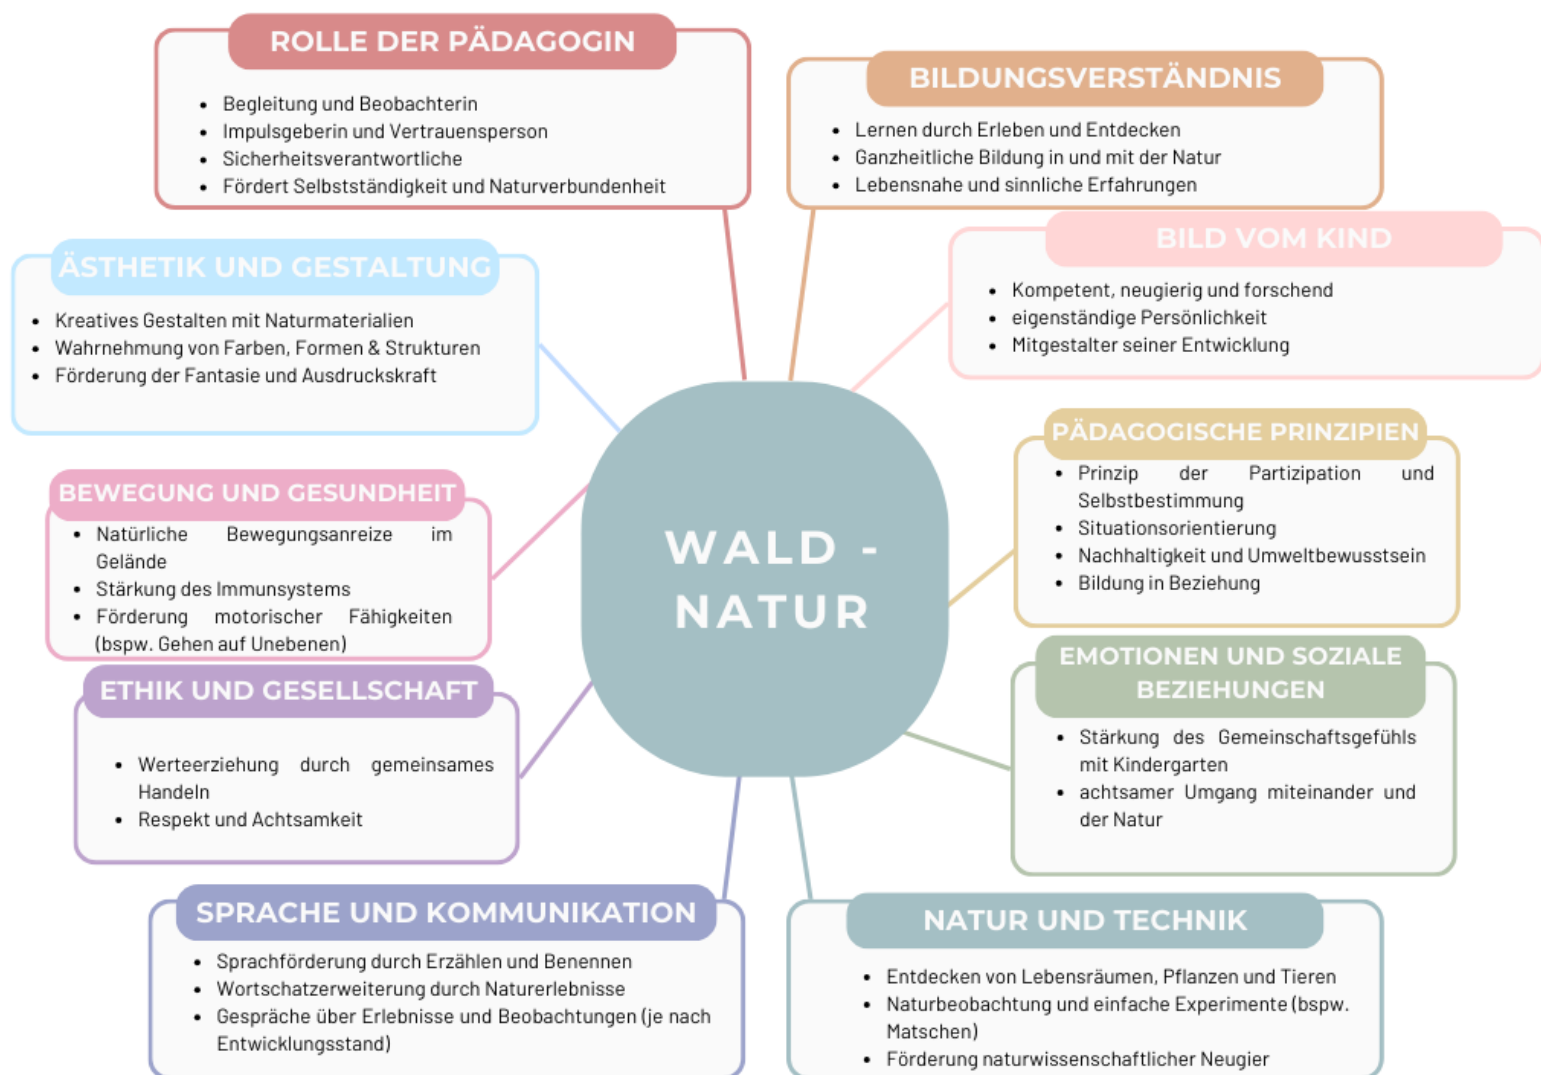 ROLLE DER PÄDAGOGIN
• Begleitung und Beobachterin
• Impulsgeberin und Vertrauensperson
• Sicherheitsverantwortliche
• Fördert Selbstständigkeit und Naturverbundenheit
BILDUNGSVERSTÄNDNIS
• Lernen durch Erleben und Entdecken
• Ganzheitliche Bildung in und mit der Natur
• Lebensnahe und sinnliche Erfahrungen
ÄSTHETIK UND GESTALTUNG
• Kreatives Gestalten mit Naturmaterialien
• Wahrnehmung von Farben, Formen & Strukturen
• Förderung der Fantasie und Ausdruckskraft
BILD VOM KIND
• Kompetent, neugierig und forschend
• eigenständige Persönlichkeit
• Mitgestalter seiner Entwicklung
BEWEGUNG UND GESUNDHEIT
• Natürliche Bewegungsanreize im
Gelände
• Stärkung des Immunsystems
• Förderung motorischer Fähigkeiten
(bspw. Gehen auf Unebenen)
WALD -
NATUR
PÄDAGOGISCHE PRINZIPIEN
• Prinzip der Partizipation und
Selbstbestimmung
• Situationsorientierung
• Nachhaltigkeit und Umweltbewusstsein
• Bildung in Beziehung
ETHIK UND GESELLSCHAFT
• Werteerziehung durch gemeinsames
Handeln
• Respekt und Achtsamkeit
EMOTIONEN UND SOZIALE
BEZIEHUNGEN
• Stärkung des Gemeinschaftsgefühls
mit Kindergarten
• achtsamer Umgang miteinander und
der Natur
SPRACHE UND KOMMUNIKATION
• Sprachförderung durch Erzählen und Benennen
• Wortschatzerweiterung durch Naturerlebnisse
• Gespräche über Erlebnisse und Beobachtungen (je nach
Entwicklungsstand)
NATUR UND TECHNIK
• Entdecken von Lebensräumen, Pflanzen und Tieren
• Naturbeobachtung und einfache Experimente (bspw.
Matschen)
• Förderung naturwissenschaftlicher Neugier